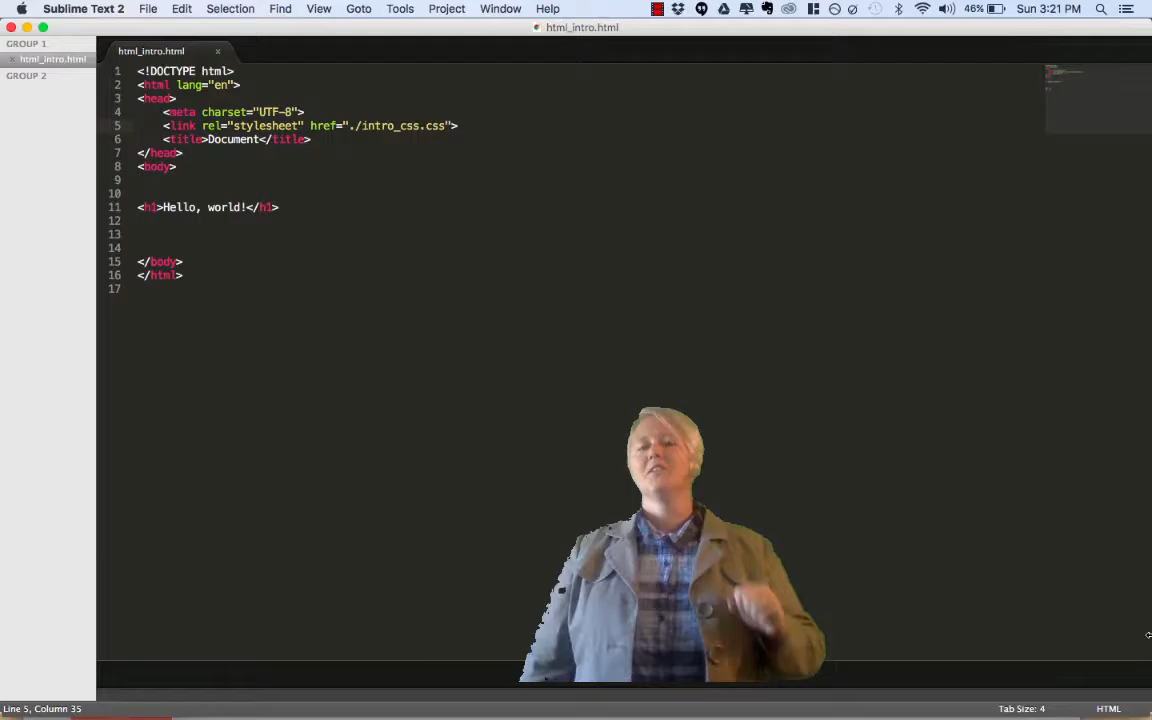 Sublime Text 2 File Edit Selection Find View Goto Tools Project Window Help 46% Sun 3:21 PM
html_intro.html
GROUP 1
html_intro.html ×
× html_intro.html
GROUP 2
1 <!DOCTYPE html>
2 <html lang="en">
3 <head>
4 <meta charset="UTF-8">
5 <link rel="stylesheet" href="./intro_css.css">
6 <title>Document</title>
7 </head>
8 <body>
9
10
11 <h1>Hello, world!</h1>
12
13
14
15 </body>
16 </html>
17
Line 5, Column 35 Tab Size: 4 HTML